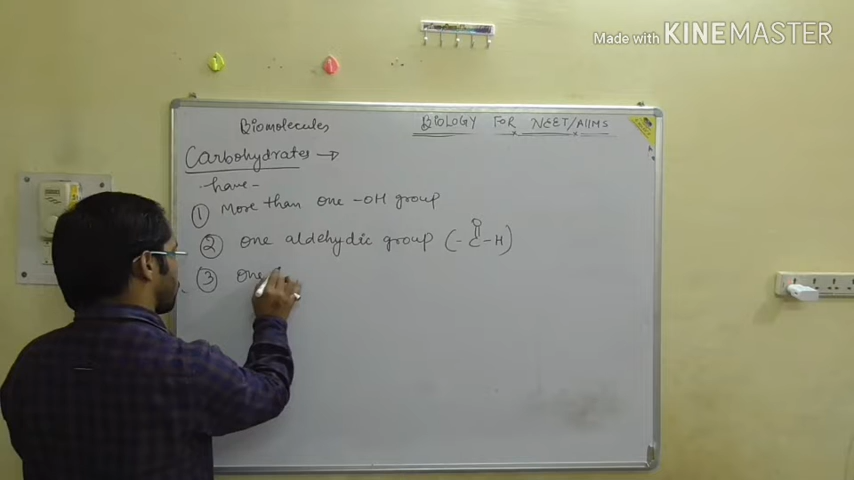 Made with KINEMASTER
Biomolecules
BIOLOGY FOR NEET/AIIMS
Carbohydrates →
have -
① More than one -OH group
② one aldehydic group (- C - H)
O
③ one